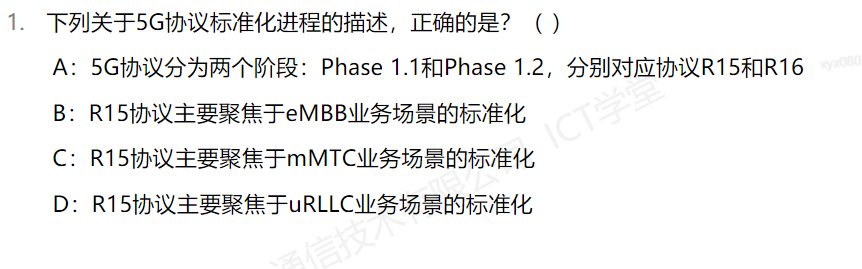 1. 下列关于5G协议标准化进程的描述，正确的是？（ ）
A：5G协议分为两个阶段：Phase 1.1和Phase 1.2，分别对应协议R15和R16
xyx080
B：R15协议主要聚焦于eMBB业务场景的标准化
C：R15协议主要聚焦于mMTC业务场景的标准化
D：R15协议主要聚焦于uRLLC业务场景的标准化
通信技术有限公司 ICT学堂